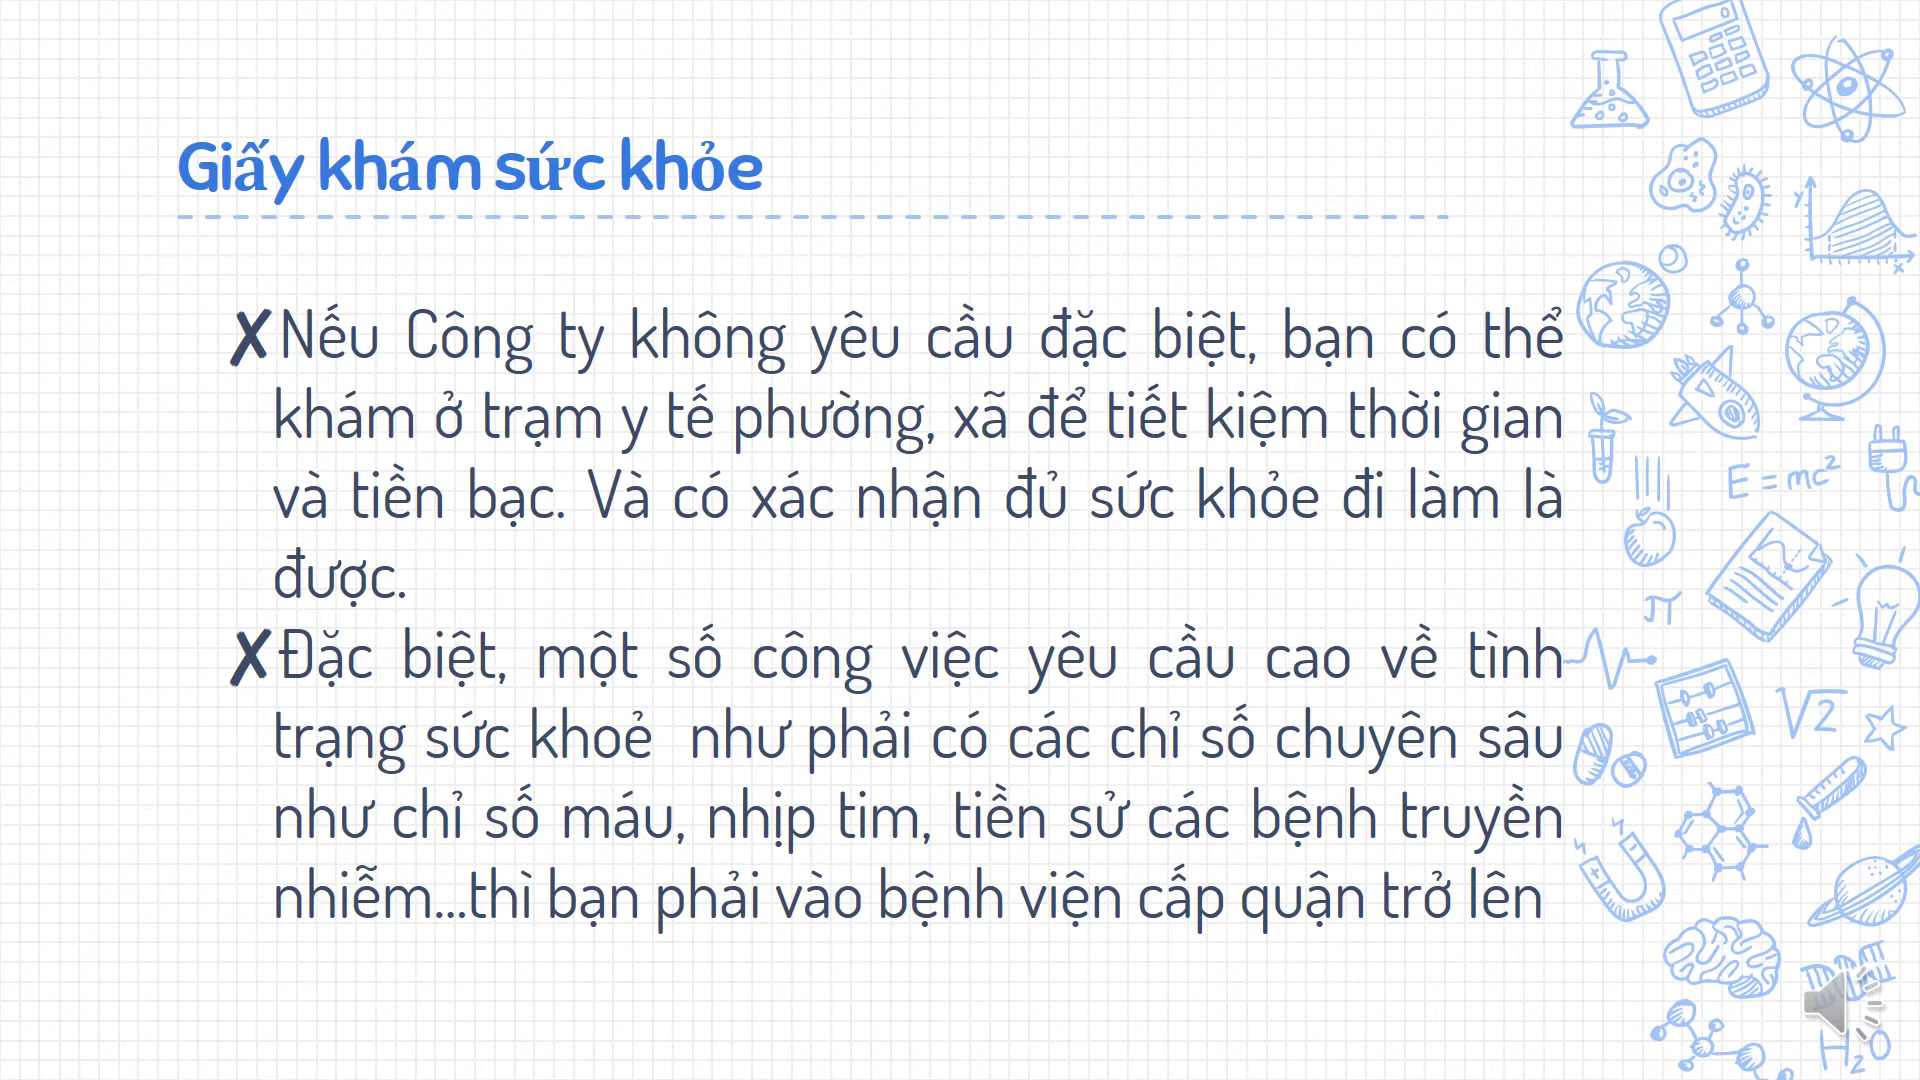 Giấy khám sức khỏe
✘Nếu Công ty không yêu cầu đặc biệt, bạn có thể
khám ở trạm y tế phường, xã để tiết kiệm thời gian
và tiền bạc. Và có xác nhận đủ sức khỏe đi làm là
được.
✘Đặc biệt, một số công việc yêu cầu cao về tình
trạng sức khoẻ như phải có các chỉ số chuyên sâu
như chỉ số máu, nhịp tim, tiền sử các bệnh truyền
nhiễm...thì bạn phải vào bệnh viện cấp quận trở lên
y
x
E = mc²
π
√2
H₂O